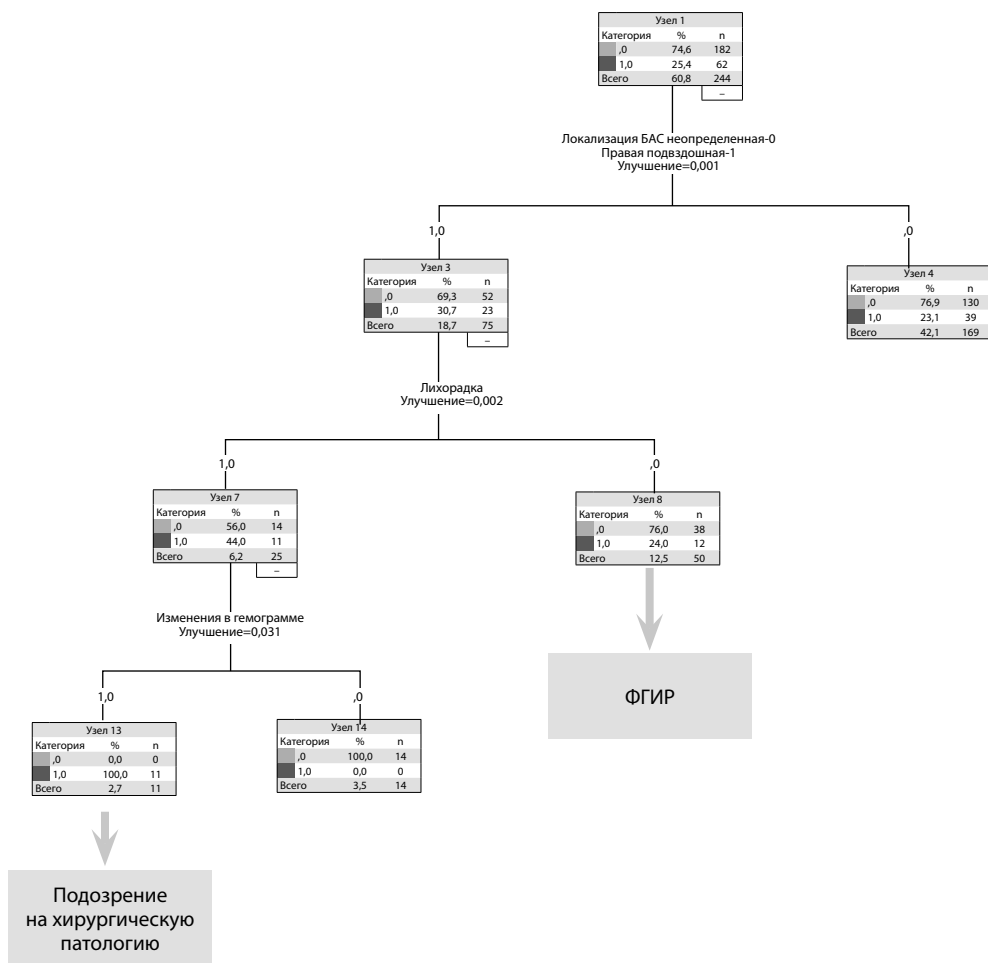 Узел 1
Категория % n
,0 74,6 182
1,0 25,4 62
Всего 60,8 244
–
Локализация БАС неопределенная-0
Правая подвздошная-1
Улучшение=0,001
1,0
,0
Узел 3
Категория % n
,0 69,3 52
1,0 30,7 23
Всего 18,7 75
–
Узел 4
Категория % n
,0 76,9 130
1,0 23,1 39
Всего 42,1 169
Лихорадка
Улучшение=0,002
1,0
,0
Узел 7
Категория % n
,0 56,0 14
1,0 44,0 11
Всего 6,2 25
–
Узел 8
Категория % n
,0 76,0 38
1,0 24,0 12
Всего 12,5 50
Изменения в гемограмме
Улучшение=0,031
ФГИР
1,0
,0
Узел 13
Категория % n
,0 0,0 0
1,0 100,0 11
Всего 2,7 11
Узел 14
Категория % n
,0 100,0 14
1,0 0,0 0
Всего 3,5 14
Подозрение
на хирургическую
патологию